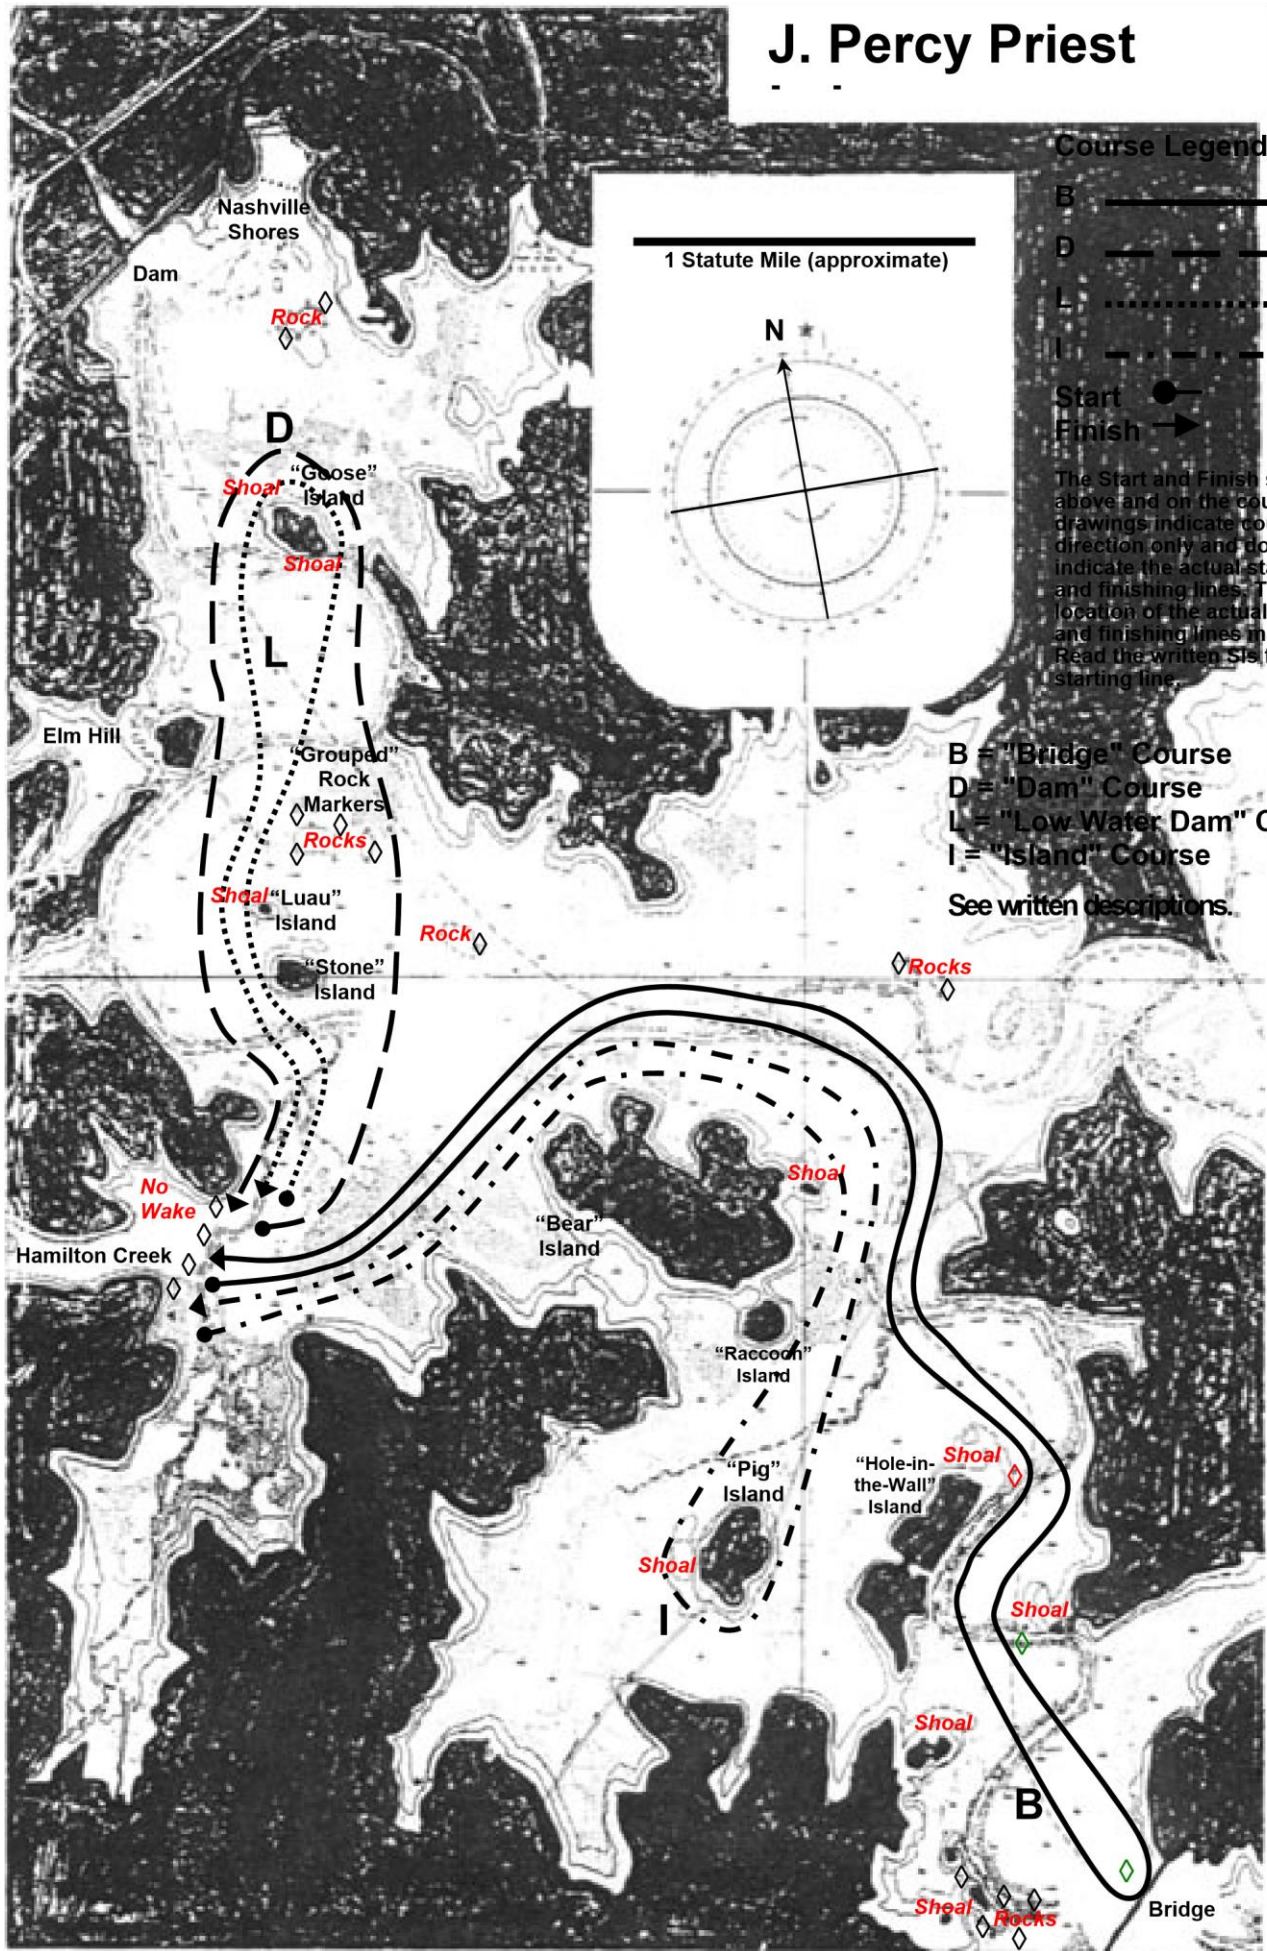 J. Percy Priest
Course Legend
B
D
L
I
Start
Finish
The Start and Finish s
above and on the cou
drawings indicate co
direction only and do
indicate the actual sta
and finishing lines. T
location of the actual
and finishing lines m
Read the written SIs f
starting line.
B = "Bridge" Course
D = "Dam" Course
L = "Low Water Dam" C
I = "Island" Course
See written descriptions.
1 Statute Mile (approximate)
N
Nashville
Shores
Dam
Rock
D
"Goose"
Island
Shoal
Shoal
L
Elm Hill
"Grouped"
Rock
Markers
Rocks
Shoal
"Luau"
Island
Rock
"Stone"
Island
Rocks
No
Wake
Hamilton Creek
"Bear"
Island
Shoal
"Raccoon"
Island
"Pig"
Island
Shoal
I
"Hole-in-
the-Wall"
Island
Shoal
Shoal
Shoal
B
Shoal
Rocks
Bridge